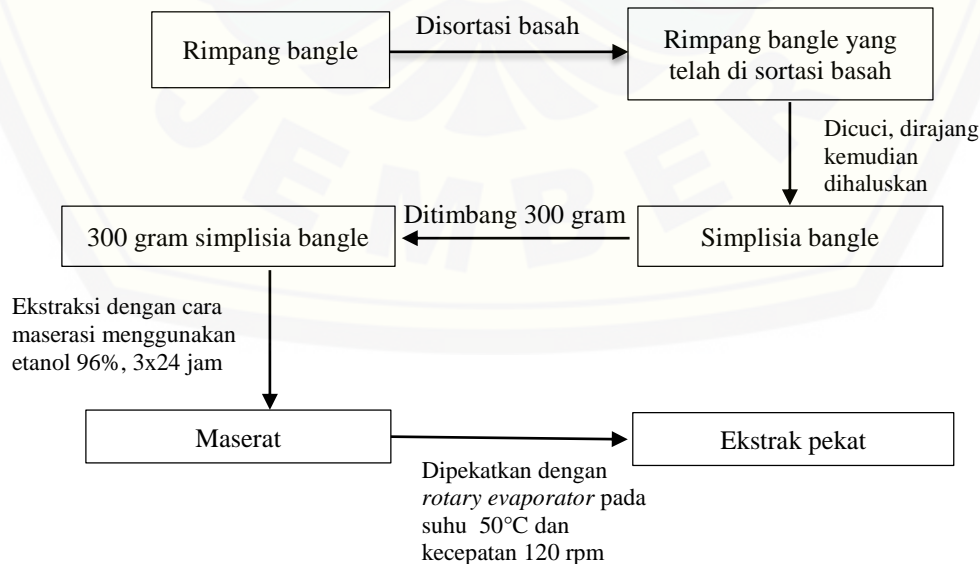 Rimpang bangle
Disortasi basah
Rimpang bangle yang
telah di sortasi basah
Dicuci, dirajang
kemudian
dihaluskan
Simplisia bangle
Ditimbang 300 gram
300 gram simplisia bangle
Ekstraksi dengan cara
maserasi menggunakan
etanol 96%, 3x24 jam
Maserat
Dipekatkan dengan
rotary evaporator pada
suhu  50°C dan
kecepatan 120 rpm
Ekstrak pekat
JEMBER